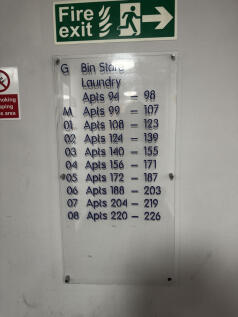 Fire
exit
G Bin Store
Laundry
Apts 94 – 98
M Apts 99 – 107
01 Apts 108 – 123
02 Apts 124 – 139
03 Apts 140 – 155
04 Apts 156 – 171
05 Apts 172 – 187
06 Apts 188 – 203
07 Apts 204 – 219
08 Apts 220 – 226